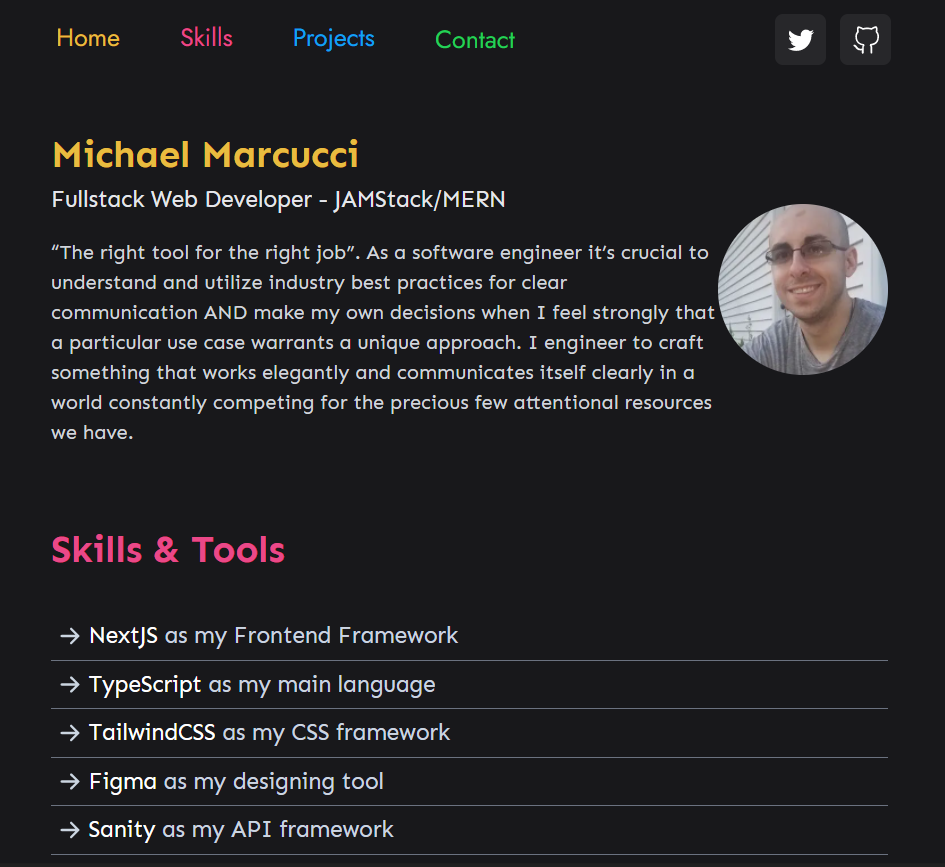 Home Skills Projects Contact
Michael Marcucci
Fullstack Web Developer - JAMStack/MERN
“The right tool for the right job”. As a software engineer it’s crucial to
understand and utilize industry best practices for clear
communication AND make my own decisions when I feel strongly that
a particular use case warrants a unique approach. I engineer to craft
something that works elegantly and communicates itself clearly in a
world constantly competing for the precious few attentional resources
we have.
Skills & Tools
→ NextJS as my Frontend Framework
→ TypeScript as my main language
→ TailwindCSS as my CSS framework
→ Figma as my designing tool
→ Sanity as my API framework